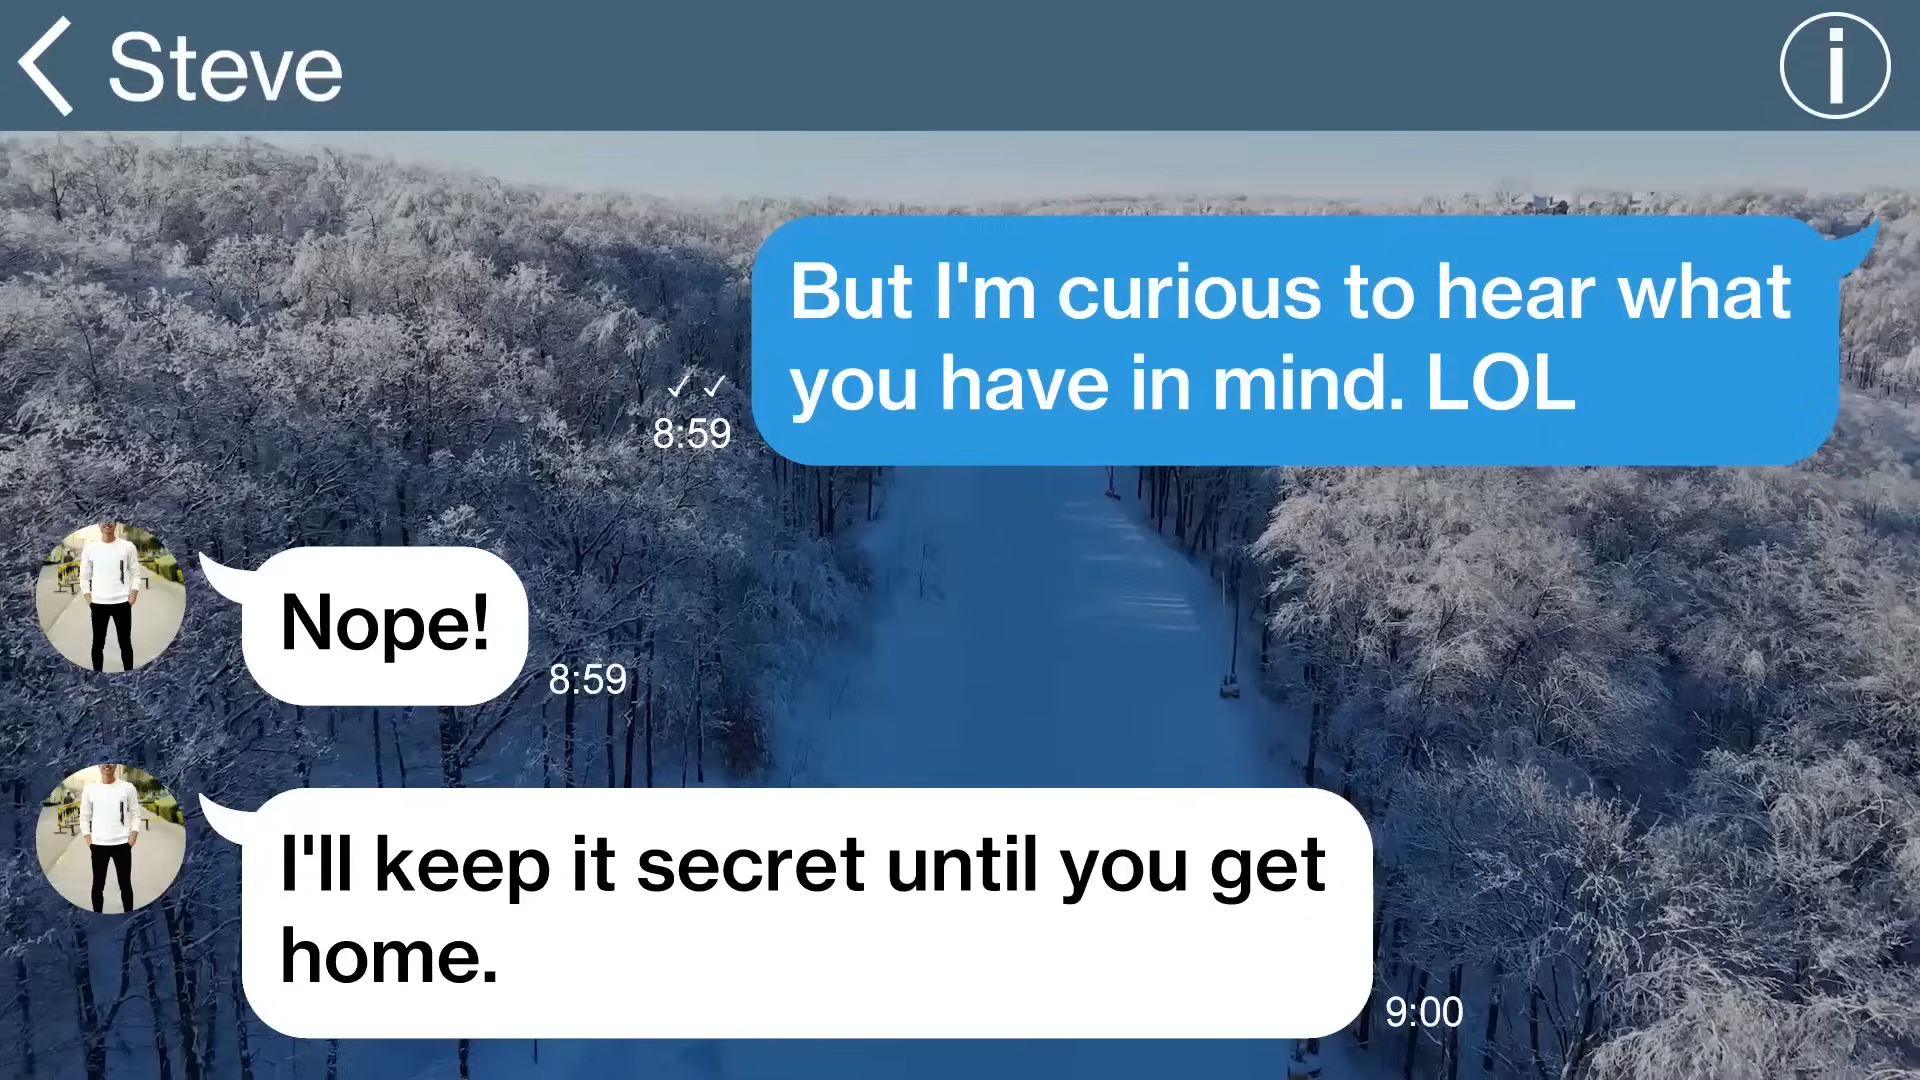 Steve
But I'm curious to hear what
you have in mind. LOL
8:59
Nope!
8:59
I'll keep it secret until you get
home.
9:00